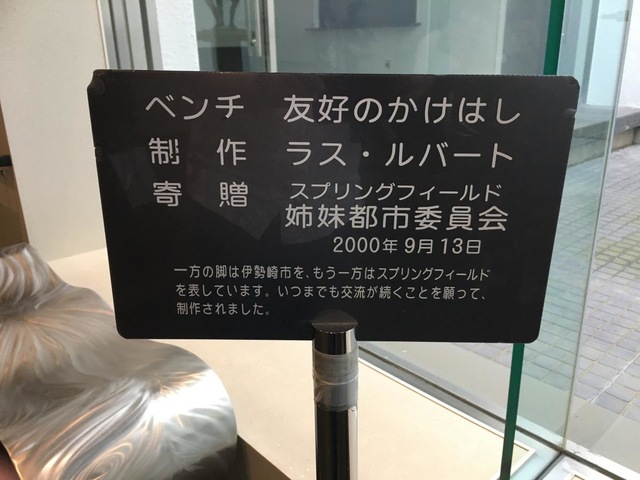 ベンチ 友好のかけはし
制 作 ラス・ルバート
寄 贈 スプリングフィールド
姉妹都市委員会
2000年9月13日
一方の脚は伊勢崎市を、もう一方はスプリングフィールド
を表しています。いつまでも交流が続くことを願って、
制作されました。